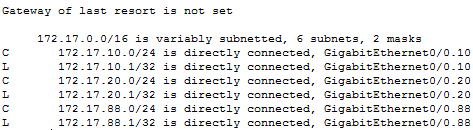 Gateway of last resort is not set
172.17.0.0/16 is variably subnetted, 6 subnets, 2 masks
C 172.17.10.0/24 is directly connected, GigabitEthernet0/0.10
L 172.17.10.1/32 is directly connected, GigabitEthernet0/0.10
C 172.17.20.0/24 is directly connected, GigabitEthernet0/0.20
L 172.17.20.1/32 is directly connected, GigabitEthernet0/0.20
C 172.17.88.0/24 is directly connected, GigabitEthernet0/0.88
L 172.17.88.1/32 is directly connected, GigabitEthernet0/0.88